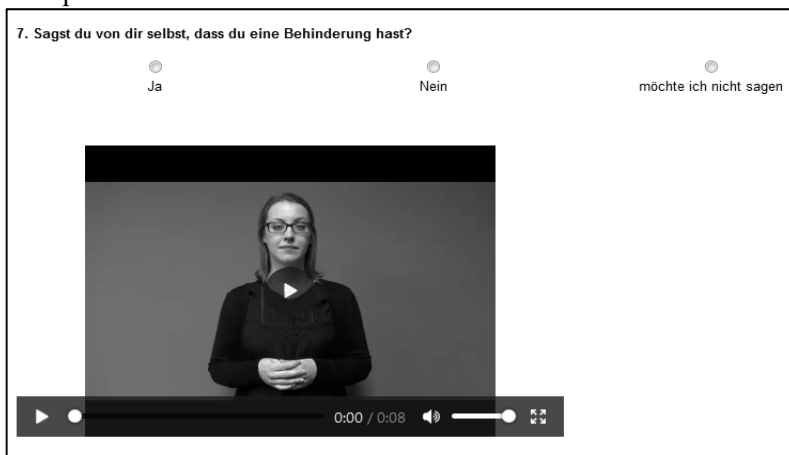 7. Sagst du von dir selbst, dass du eine Behinderung hast?
Ja Nein möchte ich nicht sagen
0:00 / 0:08